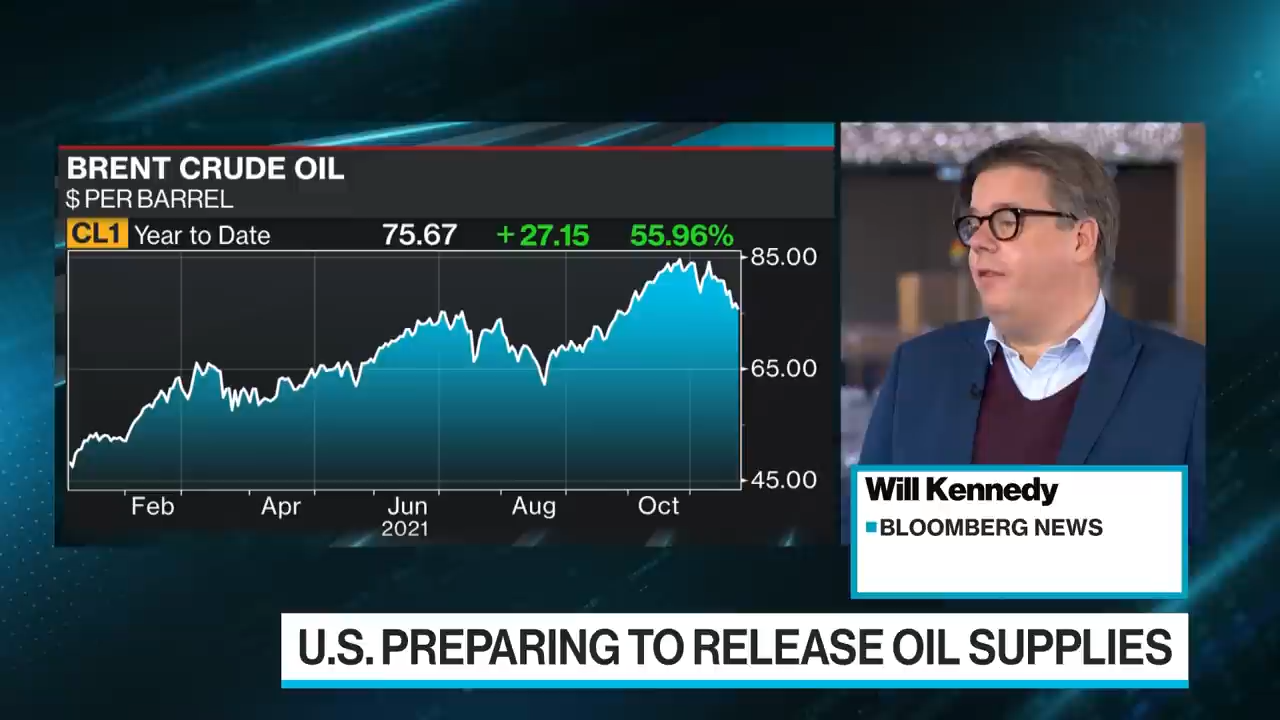 BRENT CRUDE OIL
$ PER BARREL
CL1 Year to Date 75.67 +27.15 55.96%
85.00
65.00
45.00
Feb Apr Jun Aug Oct
2021
Will Kennedy
BLOOMBERG NEWS
U.S. PREPARING TO RELEASE OIL SUPPLIES